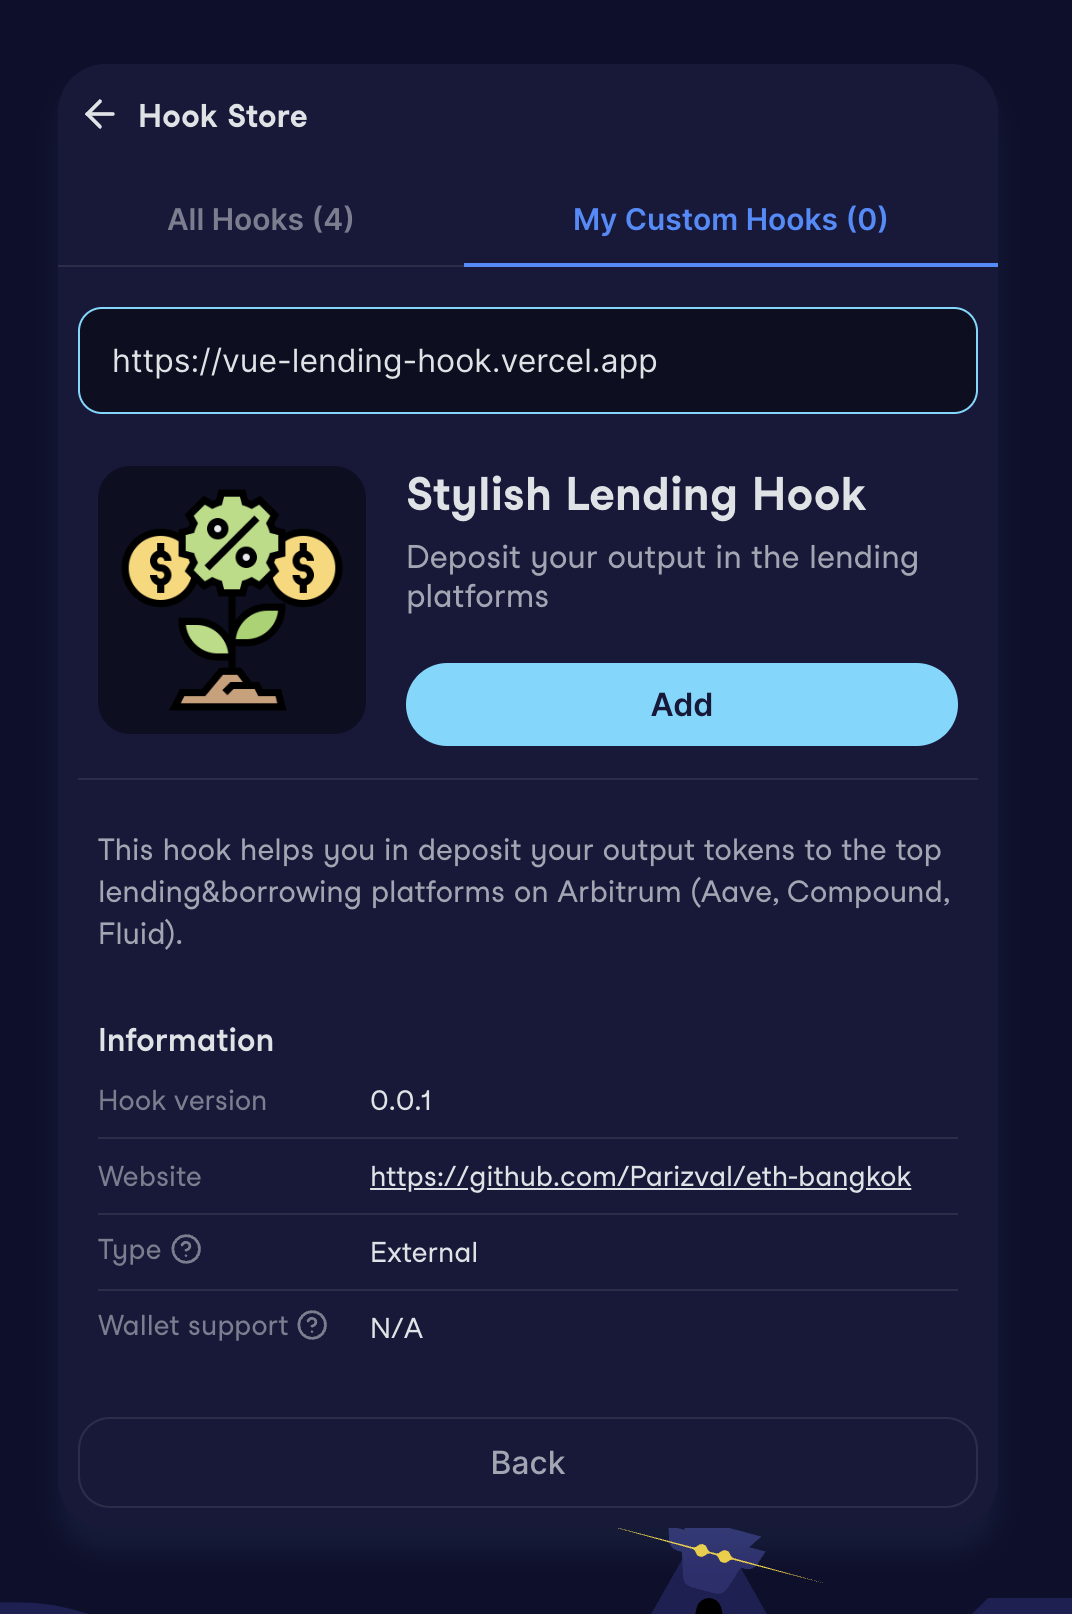 Hook Store
All Hooks (4)
My Custom Hooks (0)
https://vue-lending-hook.vercel.app
Stylish Lending Hook
Deposit your output in the lending
platforms
Add
This hook helps you in deposit your output tokens to the top
lending&borrowing platforms on Arbitrum (Aave, Compound,
Fluid).
Information
Hook version 0.0.1
Website https://github.com/Parizval/eth-bangkok
Type ? External
Wallet support ? N/A
Back